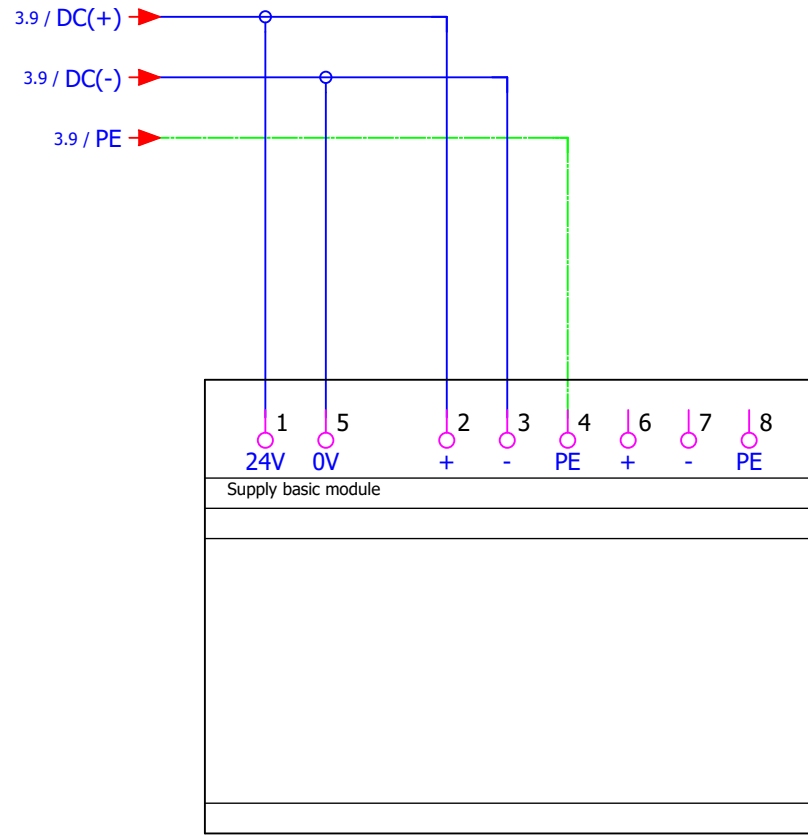 3.9 / DC(+)
3.9 / DC(-)
3.9 / PE
1 5 2 3 4 6 7 8
24V 0V + - PE + - PE
Supply basic module